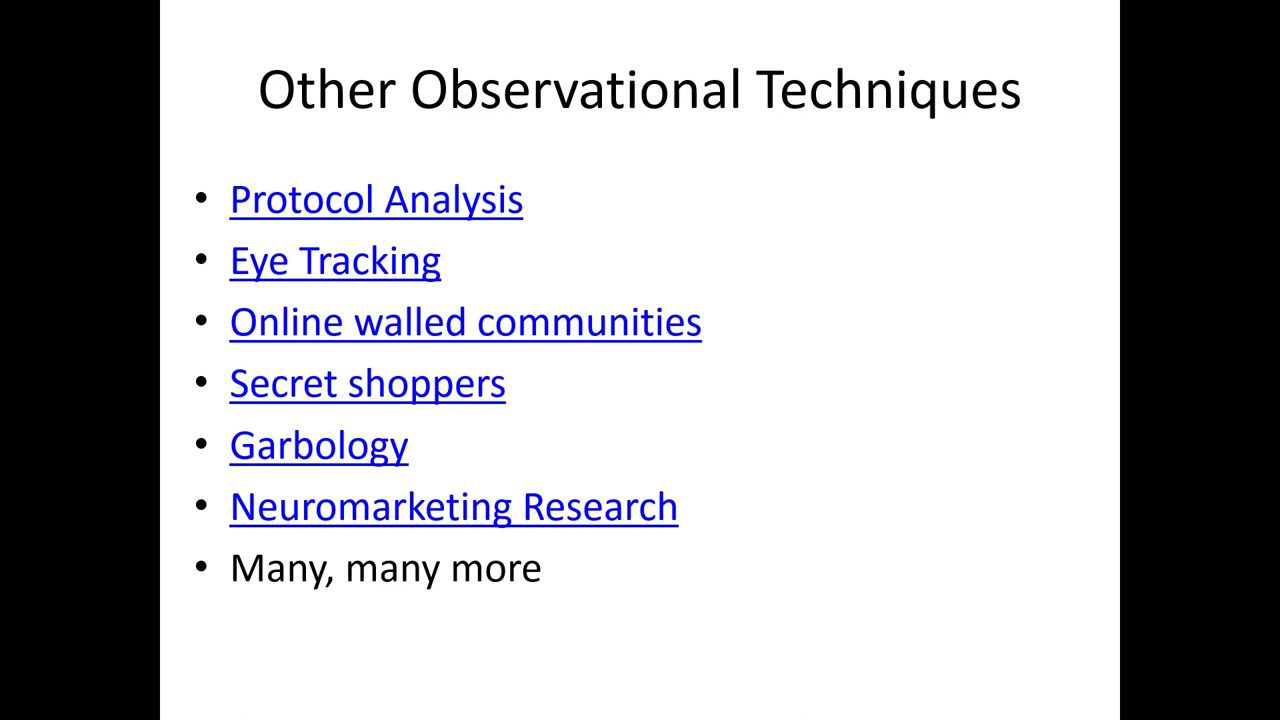 Other Observational Techniques
• Protocol Analysis
• Eye Tracking
• Online walled communities
• Secret shoppers
• Garbology
• Neuromarketing Research
• Many, many more